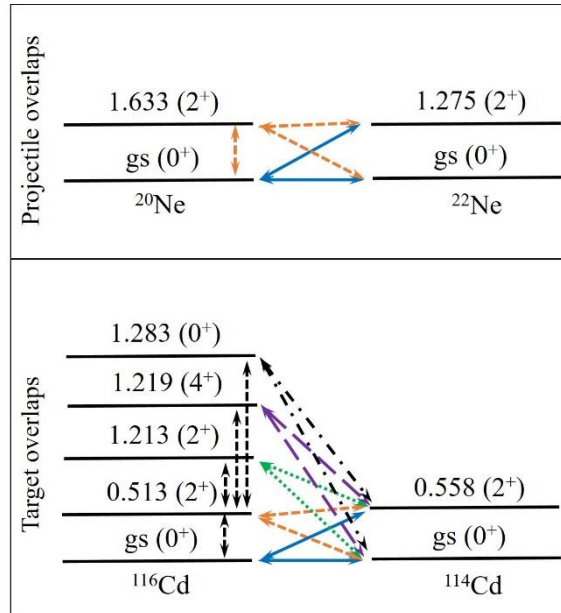 Projectile overlaps
1.633 (2⁺)
1.275 (2⁺)
gs (0⁺)
gs (0⁺)
²⁰Ne
²²Ne
Target overlaps
1.283 (0⁺)
1.219 (4⁺)
1.213 (2⁺)
0.513 (2⁺)
0.558 (2⁺)
gs (0⁺)
gs (0⁺)
¹¹⁶Cd
¹¹⁴Cd